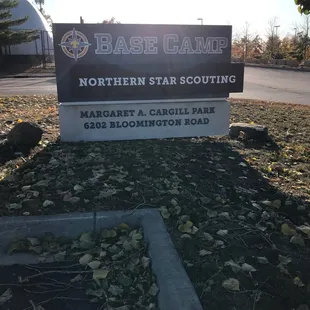 BASE CAMP
NORTHERN STAR SCOUTING
MARGARET A. CARGILL PARK
6202 BLOOMINGTON ROAD